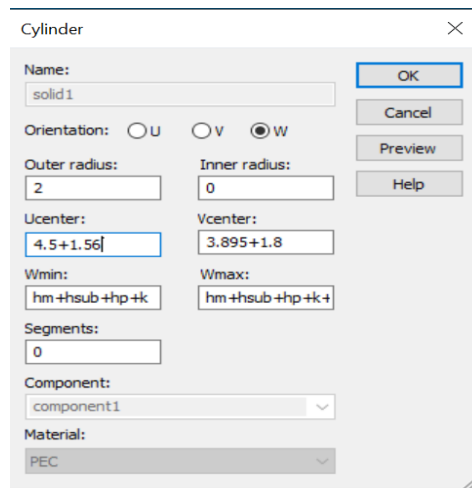 Cylinder
Name:
OK
solid1
Cancel
Orientation: U V W
Preview
Outer radius: Inner radius:
2 0
Help
Ucenter: Vcenter:
4.5+1.56 3.895+1.8
Wmin: Wmax:
hm+hsub+hp+k hm+hsub+hp+k+
Segments:
0
Component:
component1
Material:
PEC